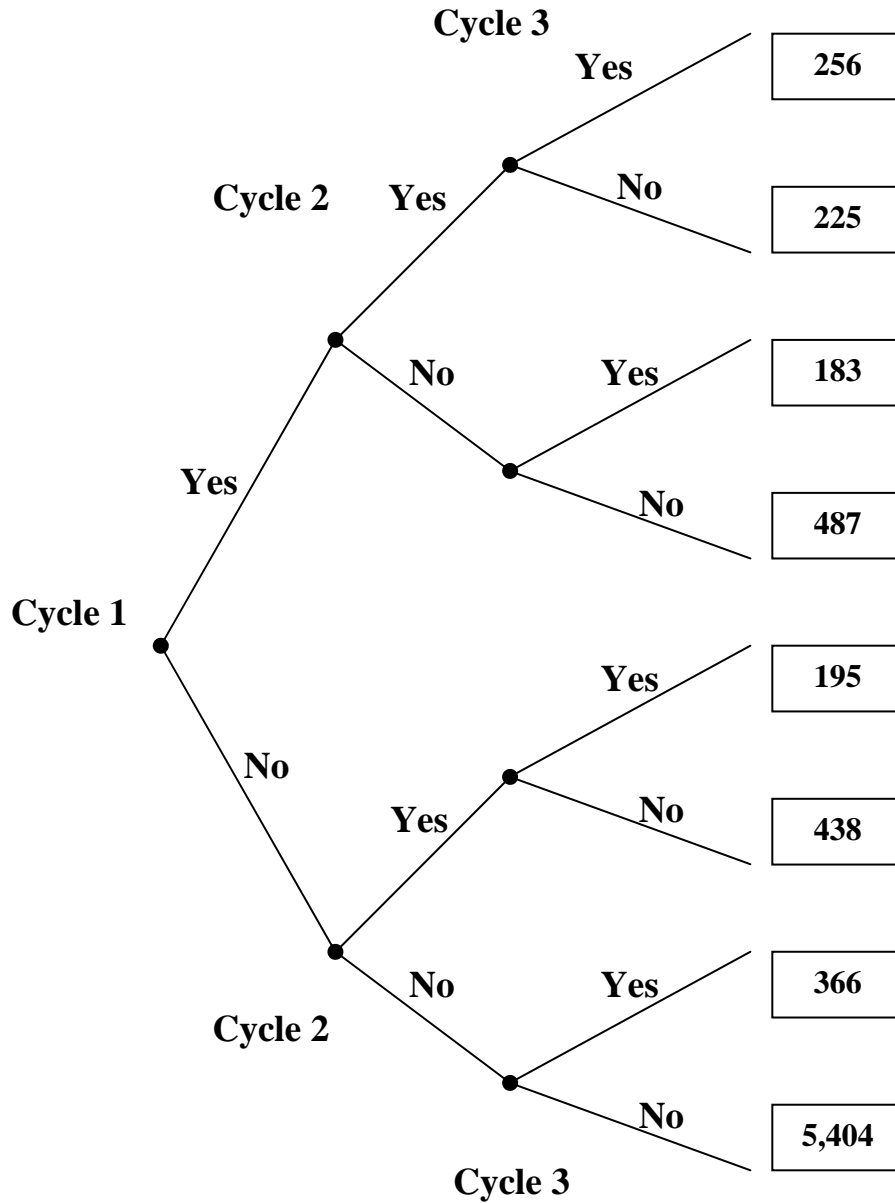 Cycle 3
Yes
256
Cycle 2
Yes
No
225
No
Yes
183
Yes
No
487
Cycle 1
Yes
195
No
Yes
No
438
No
Yes
366
Cycle 2
No
5,404
Cycle 3